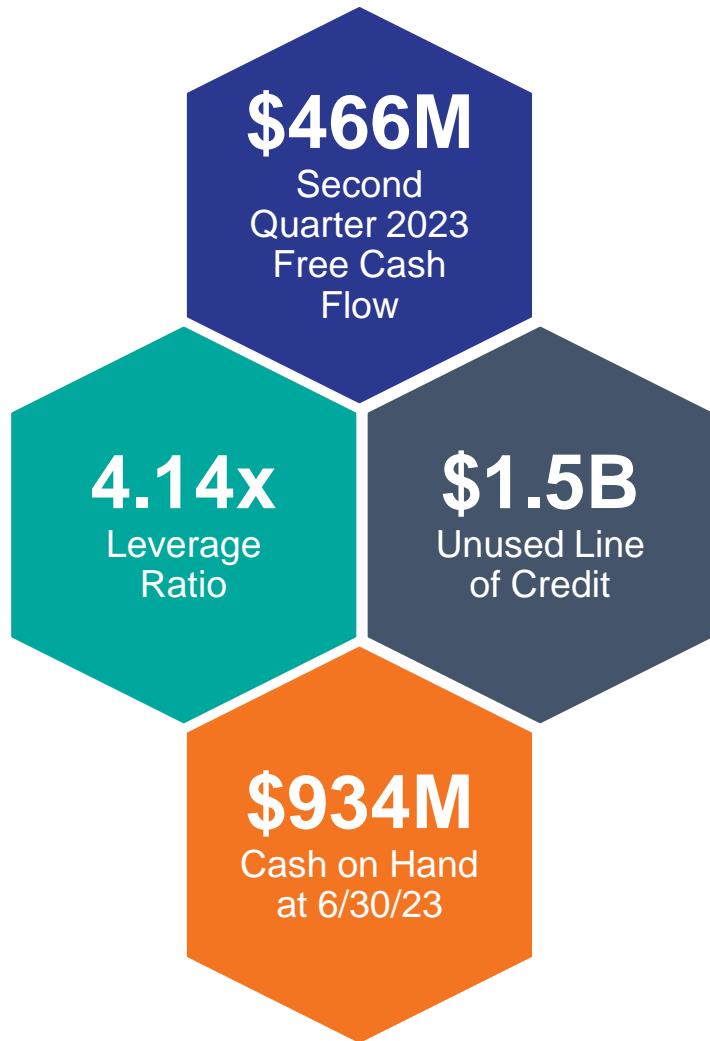 $466M
Second
Quarter 2023
Free Cash
Flow
4.14x
Leverage
Ratio
$1.5B
Unused Line
of Credit
$934M
Cash on Hand
at 6/30/23